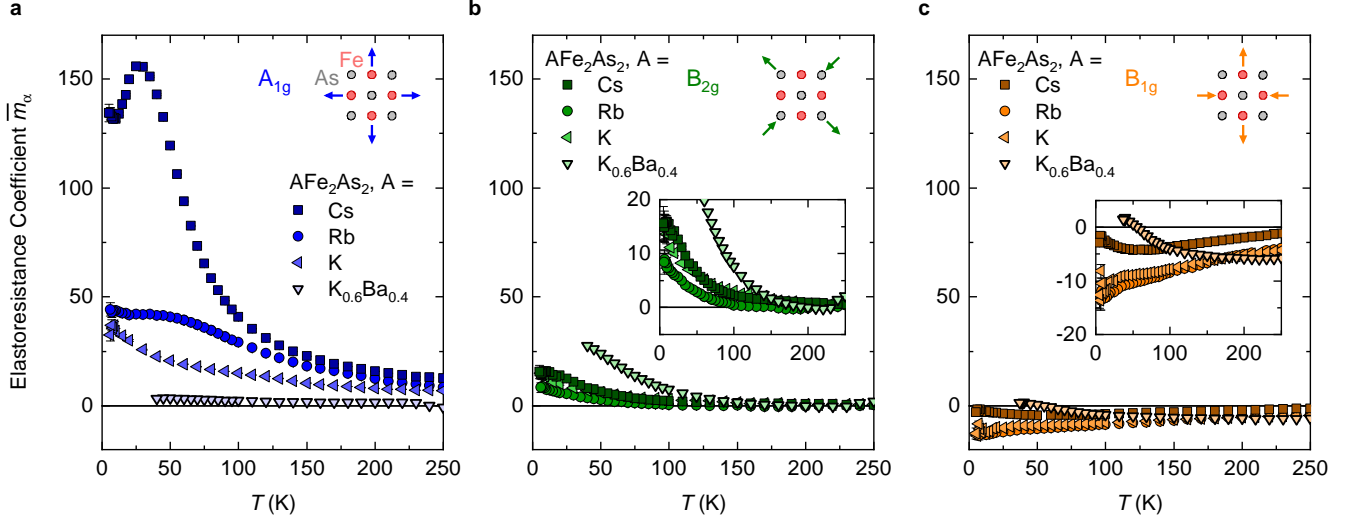 a
Elastoresistance Coefficient m̅α
150
100
50
0
0
50
100
150
200
250
T (K)
A1g
Fe
As
AFe2As2, A =
Cs
Rb
K
K0.6Ba0.4
b
150
100
50
0
0
50
100
150
200
250
T (K)
AFe2As2, A =
Cs
Rb
K
K0.6Ba0.4
B2g
20
10
0
0
100
200
c
150
100
50
0
0
50
100
150
200
250
T (K)
AFe2As2, A =
Cs
Rb
K
K0.6Ba0.4
B1g
0
-10
-20
0
100
200